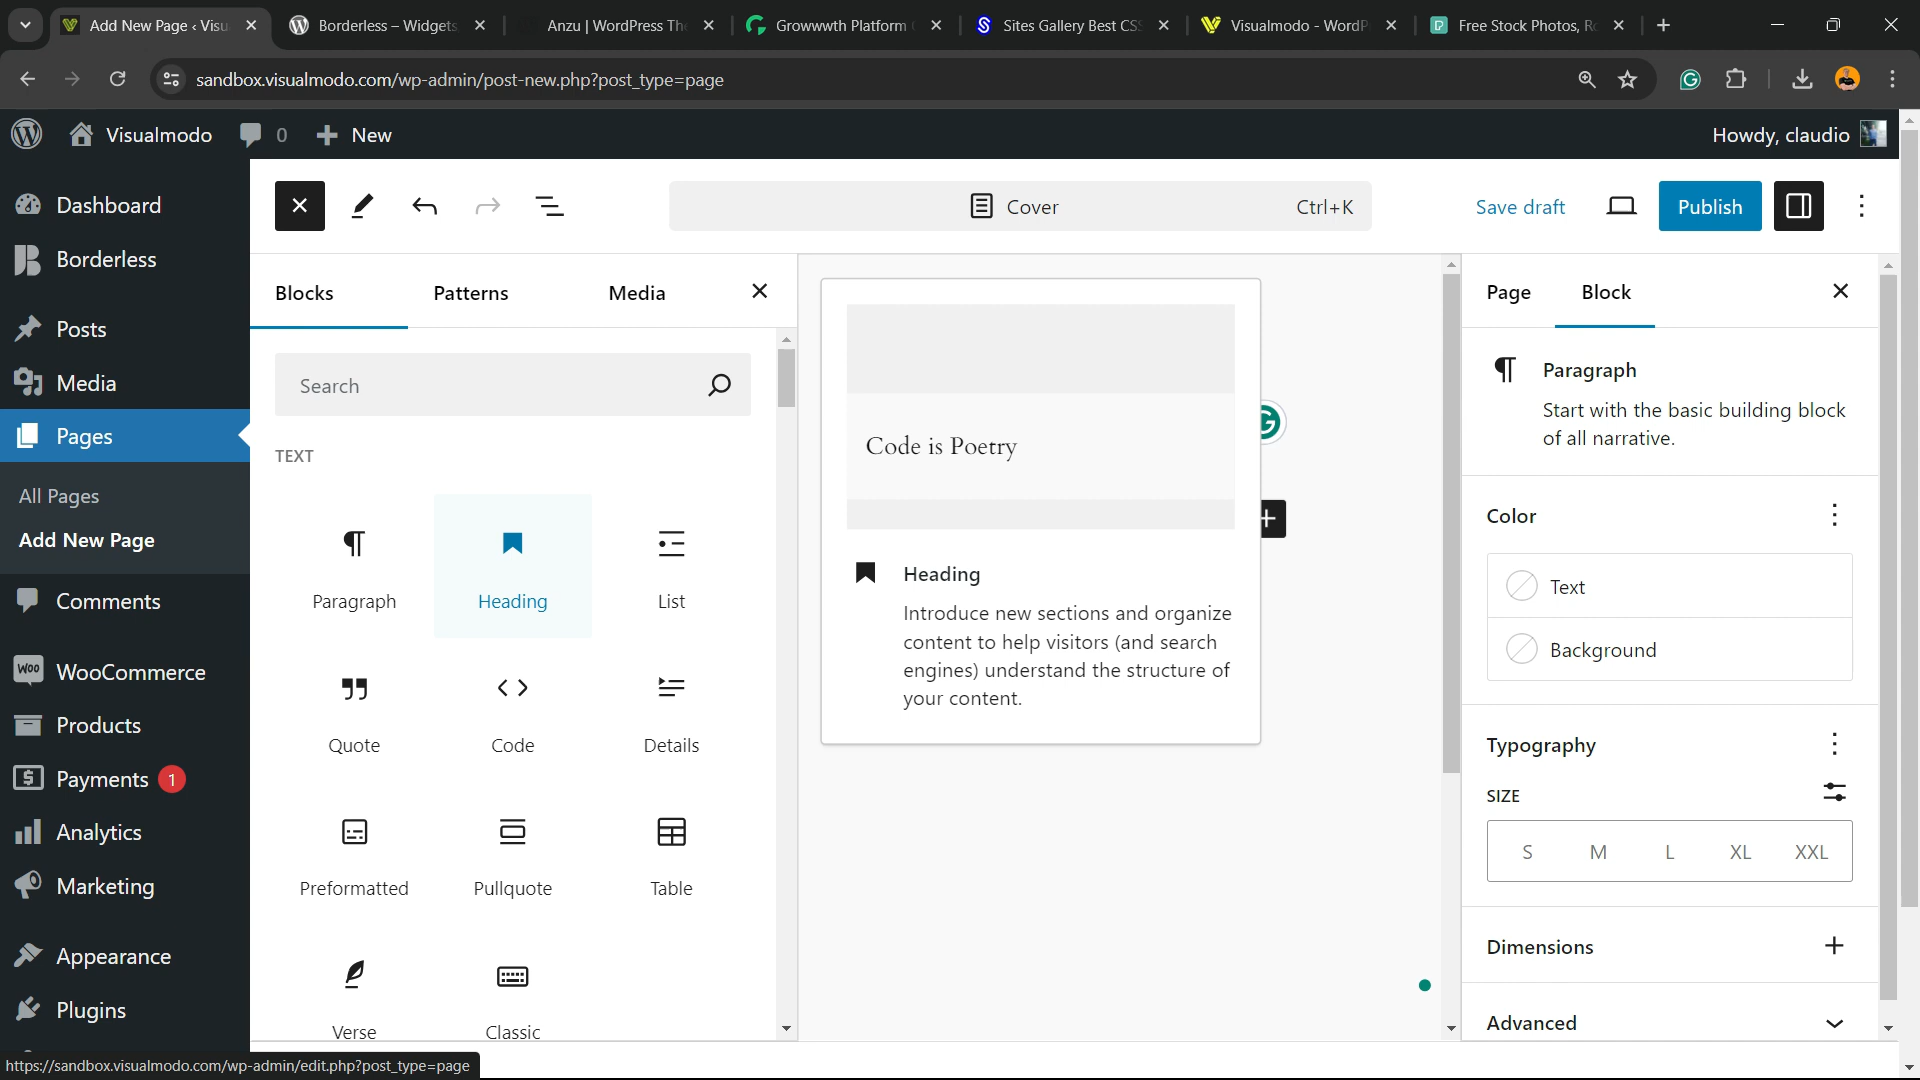 Add New Page ‹ Visu
Borderless – Widgets
Anzu | WordPress The
Growwwth Platform
Sites Gallery Best CSS
Visualmodo - WordP
Free Stock Photos, Ro
sandbox.visualmodo.com/wp-admin/post-new.php?post_type=page
Visualmodo
0
New
Howdy, claudio
Dashboard
Borderless
Posts
Media
Pages
All Pages
Add New Page
Comments
WooCommerce
Products
Payments 1
Analytics
Marketing
Appearance
Plugins
Cover
Ctrl+K
Save draft
Publish
Blocks
Patterns
Media
Search
TEXT
Paragraph
Heading
List
Quote
Code
Details
Preformatted
Pullquote
Table
Verse
Classic
Code is Poetry
Heading
Introduce new sections and organize
content to help visitors (and search
engines) understand the structure of
your content.
Page
Block
Paragraph
Start with the basic building block
of all narrative.
Color
Text
Background
Typography
SIZE
S M L XL XXL
Dimensions
Advanced
https://sandbox.visualmodo.com/wp-admin/edit.php?post_type=page